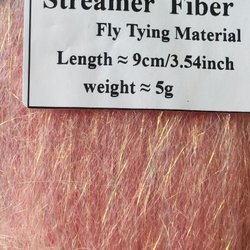 Streamer Fiber
Fly Tying Material
Length ≈ 9cm/3.54inch
weight ≈ 5g